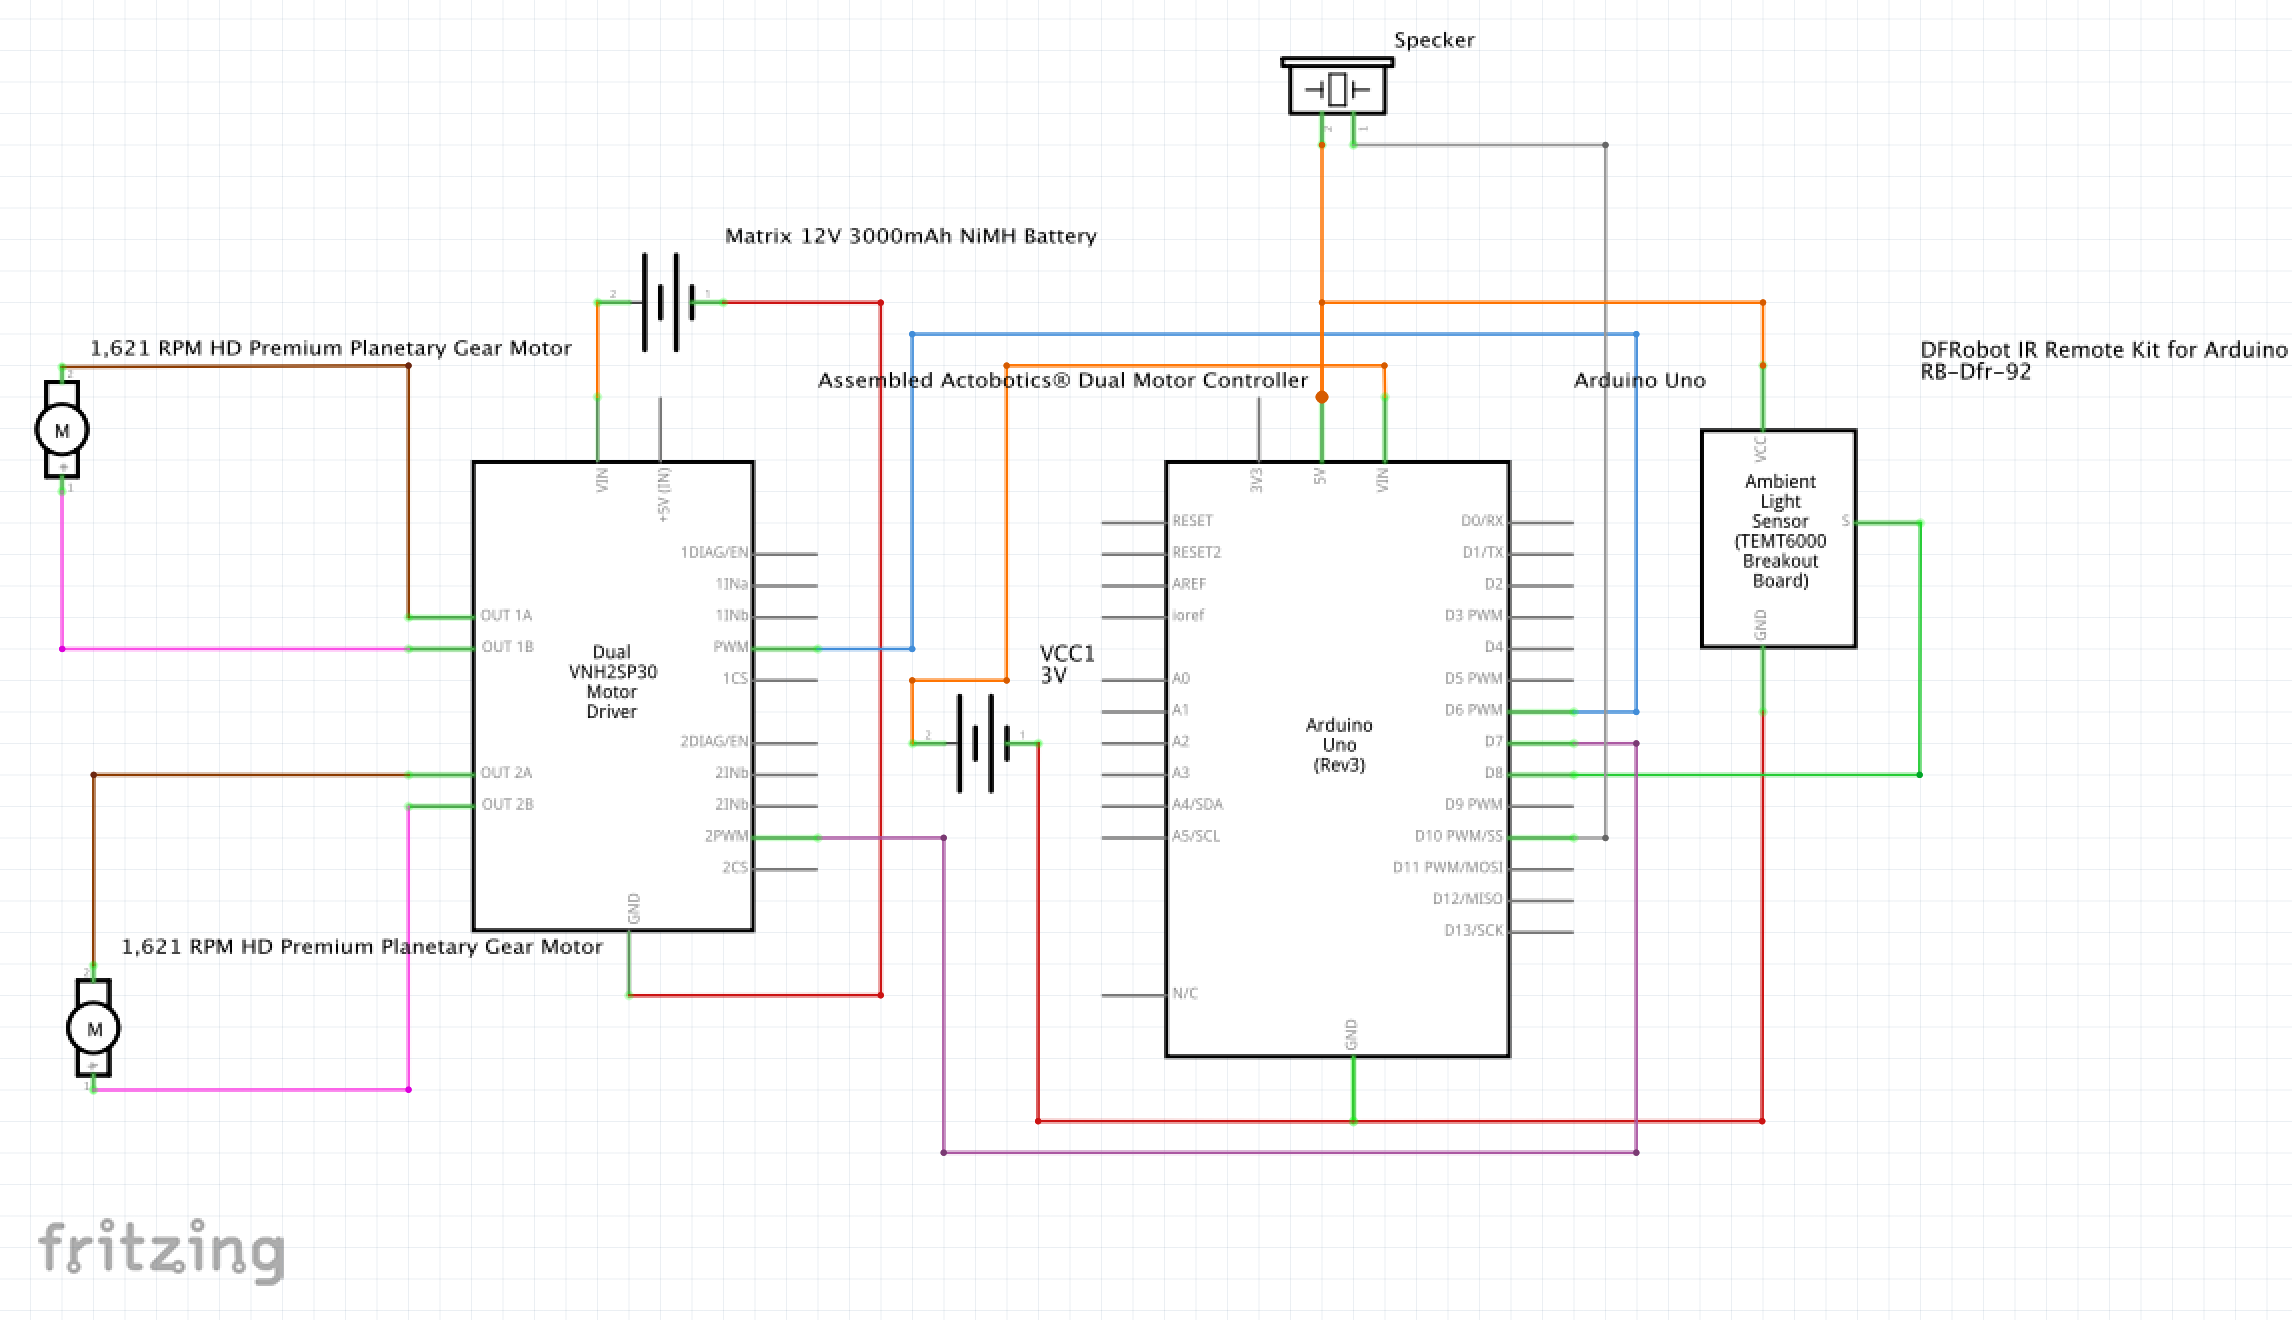 Specker
2
1
Matrix 12V 3000mAh NiMH Battery
2
1
1,621 RPM HD Premium Planetary Gear Motor
2
M
+
1
Assembled Actobotics® Dual Motor Controller
Arduino Uno
DFRobot IR Remote Kit for Arduino
RB-Dfr-92
VIN
+5V (IN)
1DIAG/EN
1INa
1INb
PWM
1CS
2DIAG/EN
2INb
2INb
2PWM
2CS
OUT 1A
OUT 1B
OUT 2A
OUT 2B
GND
Dual
VNH2SP30
Motor
Driver
VCC1
3V
2
1
3V3
5V
VIN
RESET
RESET2
AREF
ioref
A0
A1
A2
A3
A4/SDA
A5/SCL
N/C
Arduino
Uno
(Rev3)
D0/RX
D1/TX
D2
D3 PWM
D4
D5 PWM
D6 PWM
D7
D8
D9 PWM
D10 PWM/SS
D11 PWM/MOSI
D12/MISO
D13/SCK
GND
VCC
Ambient
Light
Sensor
(TEMT6000
Breakout
Board)
S
GND
1,621 RPM HD Premium Planetary Gear Motor
2
M
+
1
fritzing